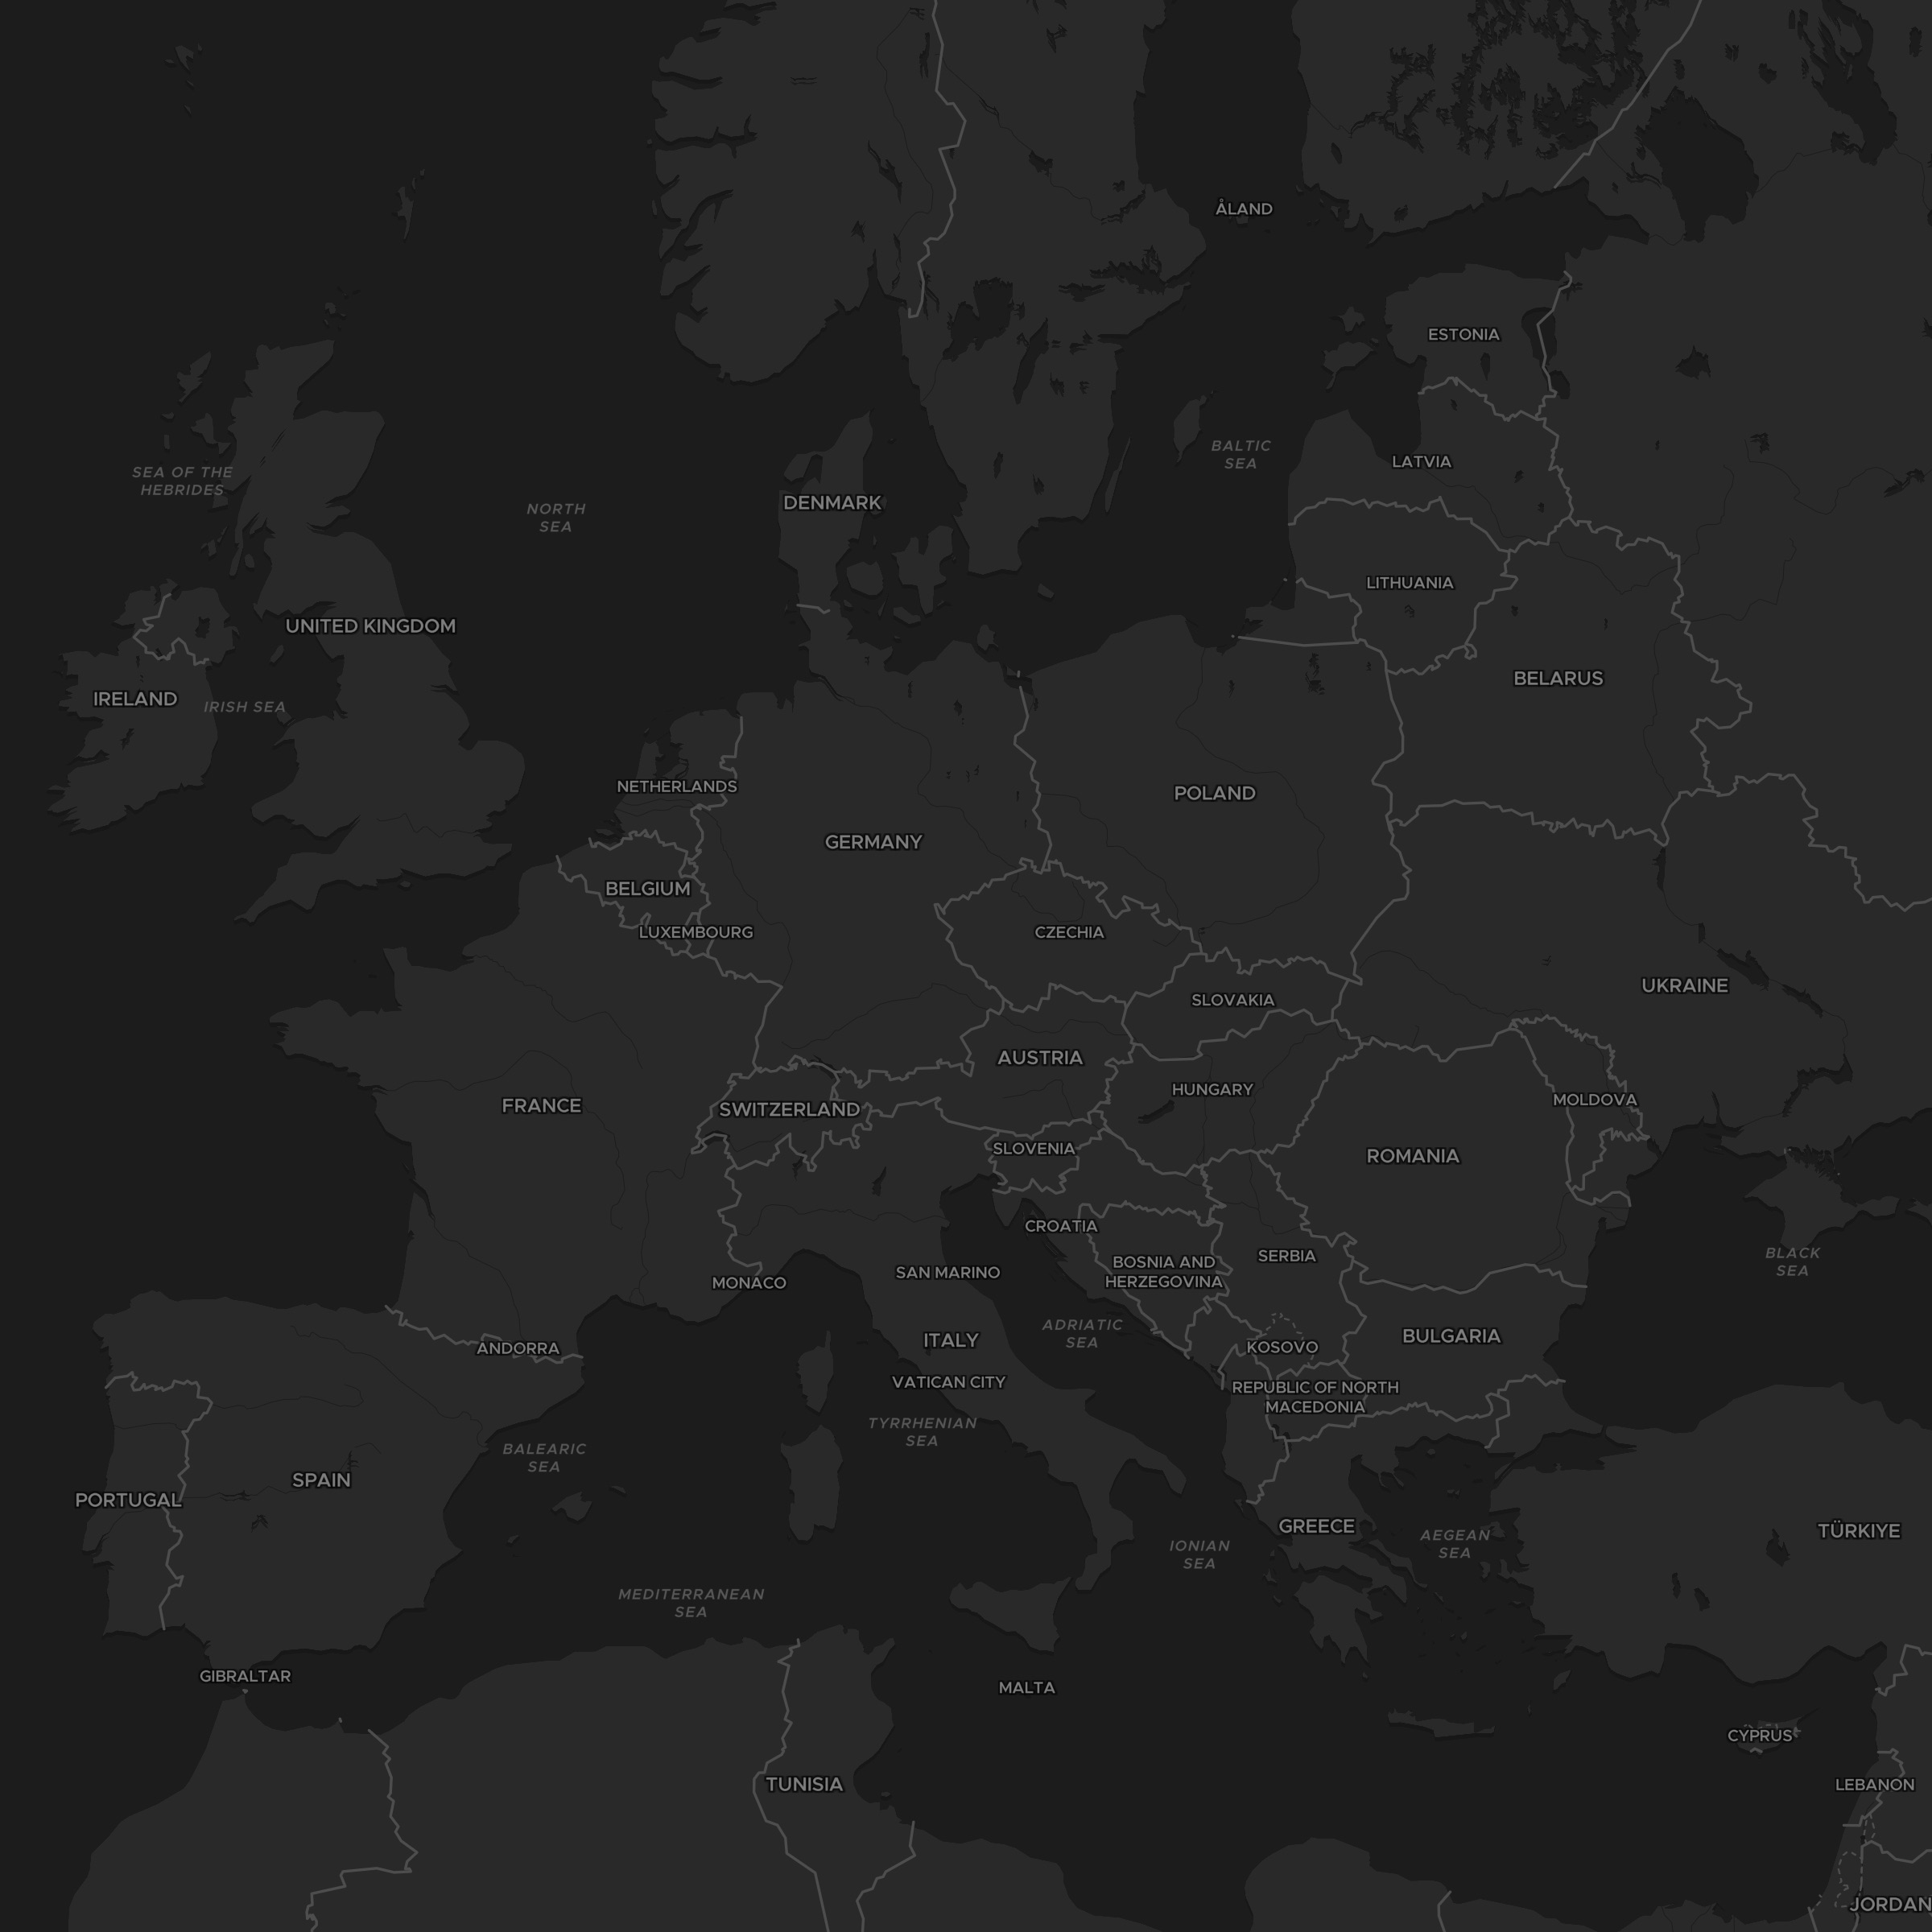 ÅLAND
ESTONIA
BALTIC
SEA
LATVIA
SEA OF THE
HEBRIDES
NORTH
SEA
DENMARK
LITHUANIA
UNITED KINGDOM
BELARUS
IRELAND
IRISH SEA
NETHERLANDS
POLAND
GERMANY
BELGIUM
LUXEMBOURG
CZECHIA
UKRAINE
SLOVAKIA
AUSTRIA
HUNGARY
MOLDOVA
FRANCE
SWITZERLAND
SLOVENIA
ROMANIA
CROATIA
BOSNIA AND
HERZEGOVINA
SERBIA
BLACK
SEA
SAN MARINO
MONACO
ADRIATIC
SEA
ITALY
BULGARIA
ANDORRA
KOSOVO
VATICAN CITY
REPUBLIC OF NORTH
MACEDONIA
TYRRHENIAN
SEA
BALEARIC
SEA
SPAIN
PORTUGAL
GREECE
AEGEAN
SEA
TÜRKIYE
IONIAN
SEA
MEDITERRANEAN
SEA
GIBRALTAR
MALTA
CYPRUS
TUNISIA
LEBANON
JORDAN